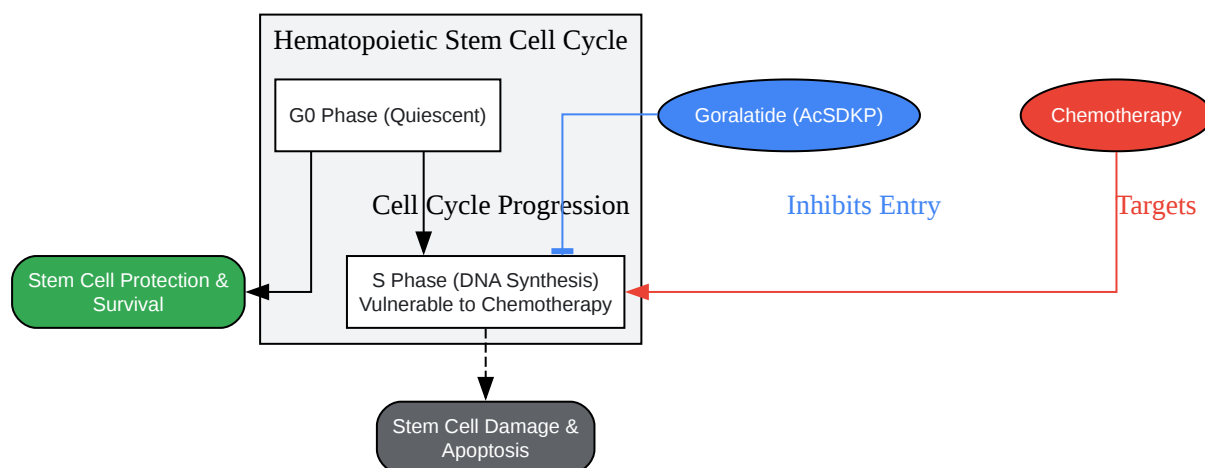 Hematopoietic Stem Cell Cycle
G0 Phase (Quiescent)
Goralatide (AcSDKP)
Chemotherapy
Cell Cycle Progression
Inhibits Entry
Targets
Stem Cell Protection &
Survival
S Phase (DNA Synthesis)
Vulnerable to Chemotherapy
Stem Cell Damage &
Apoptosis